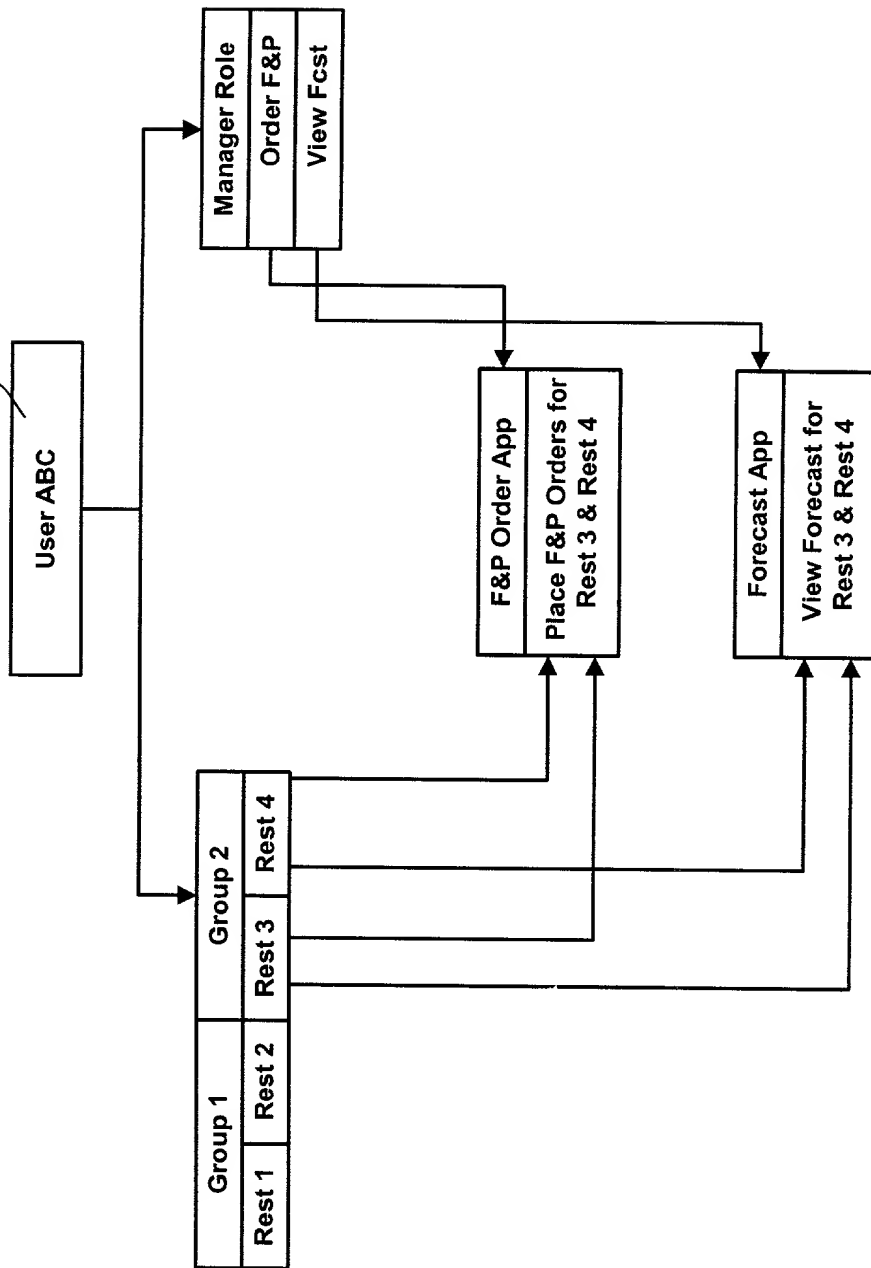 User ABC
Group 1
Group 2
Rest 1
Rest 2
Rest 3
Rest 4
Manager Role
Order F&P
View Fcst
F&P Order App
Place F&P Orders for
Rest 3 & Rest 4
Forecast App
View Forecast for
Rest 3 & Rest 4